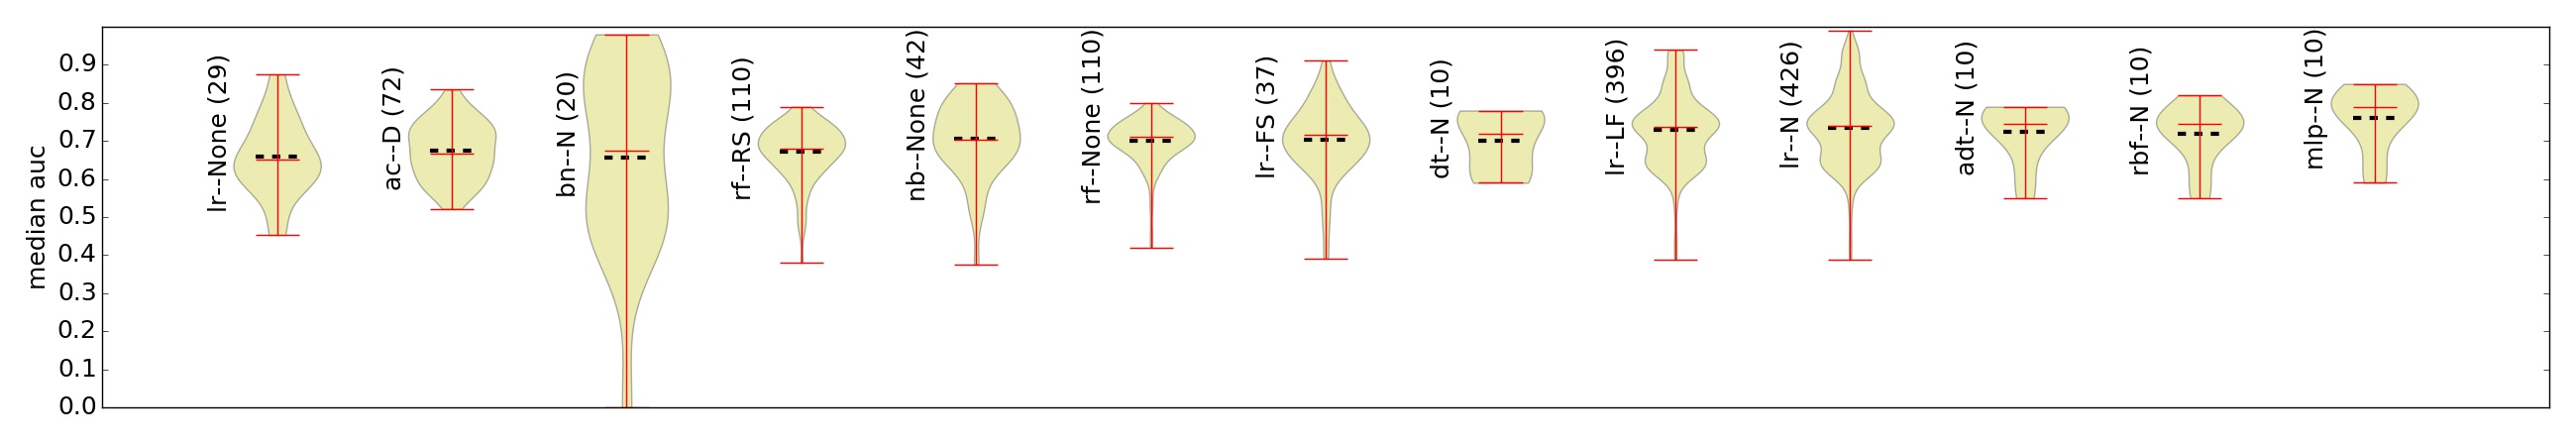 median auc
0.9
0.8
0.7
0.6
0.5
0.4
0.3
0.2
0.1
0.0
lr--None (29)
ac--D (72)
bn--N (20)
rf--RS (110)
nb--None (42)
rf--None (110)
lr--FS (37)
dt--N (10)
lr--LF (396)
lr--N (426)
adt--N (10)
rbf--N (10)
mlp--N (10)